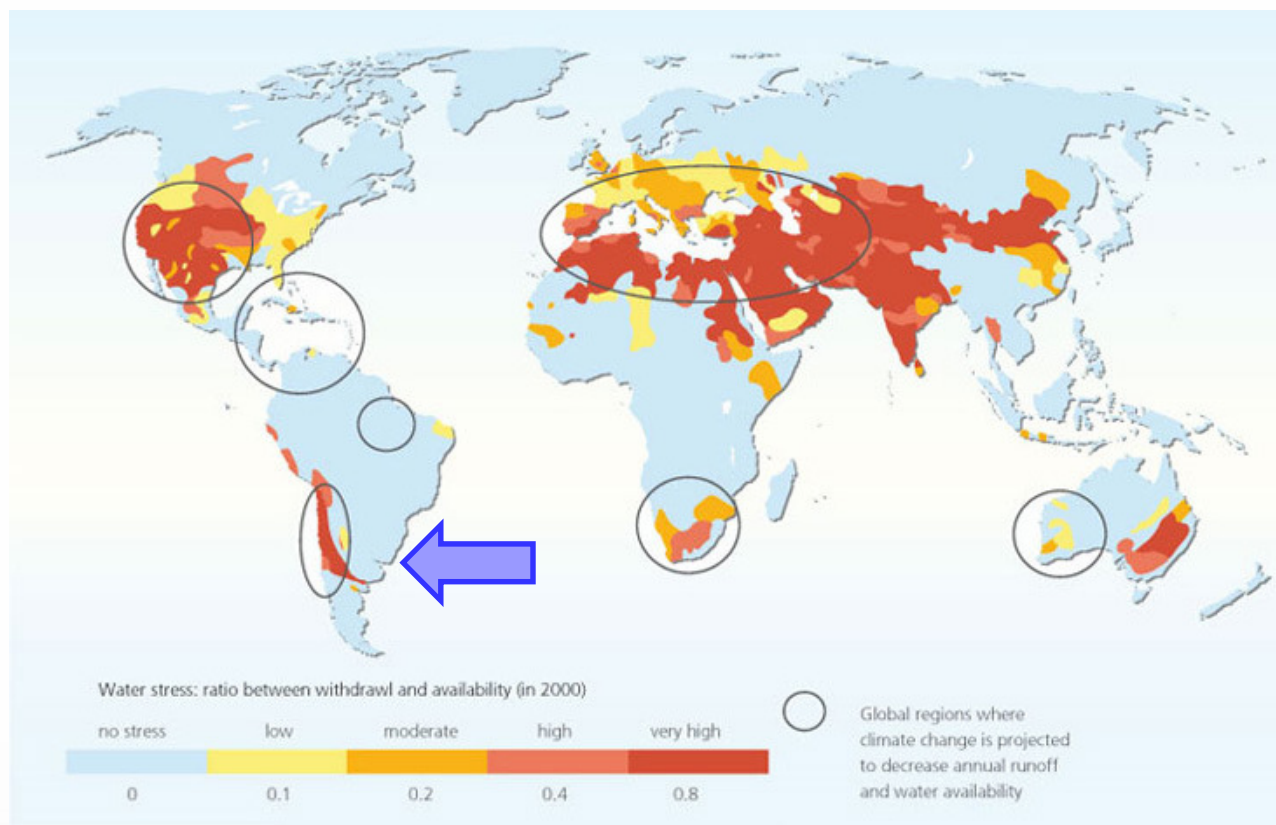 Water stress: ratio between withdrawl and availability (in 2000)
no stress low moderate high very high
0 0.1 0.2 0.4 0.8
Global regions where
climate change is projected
to decrease annual runoff
and water availability